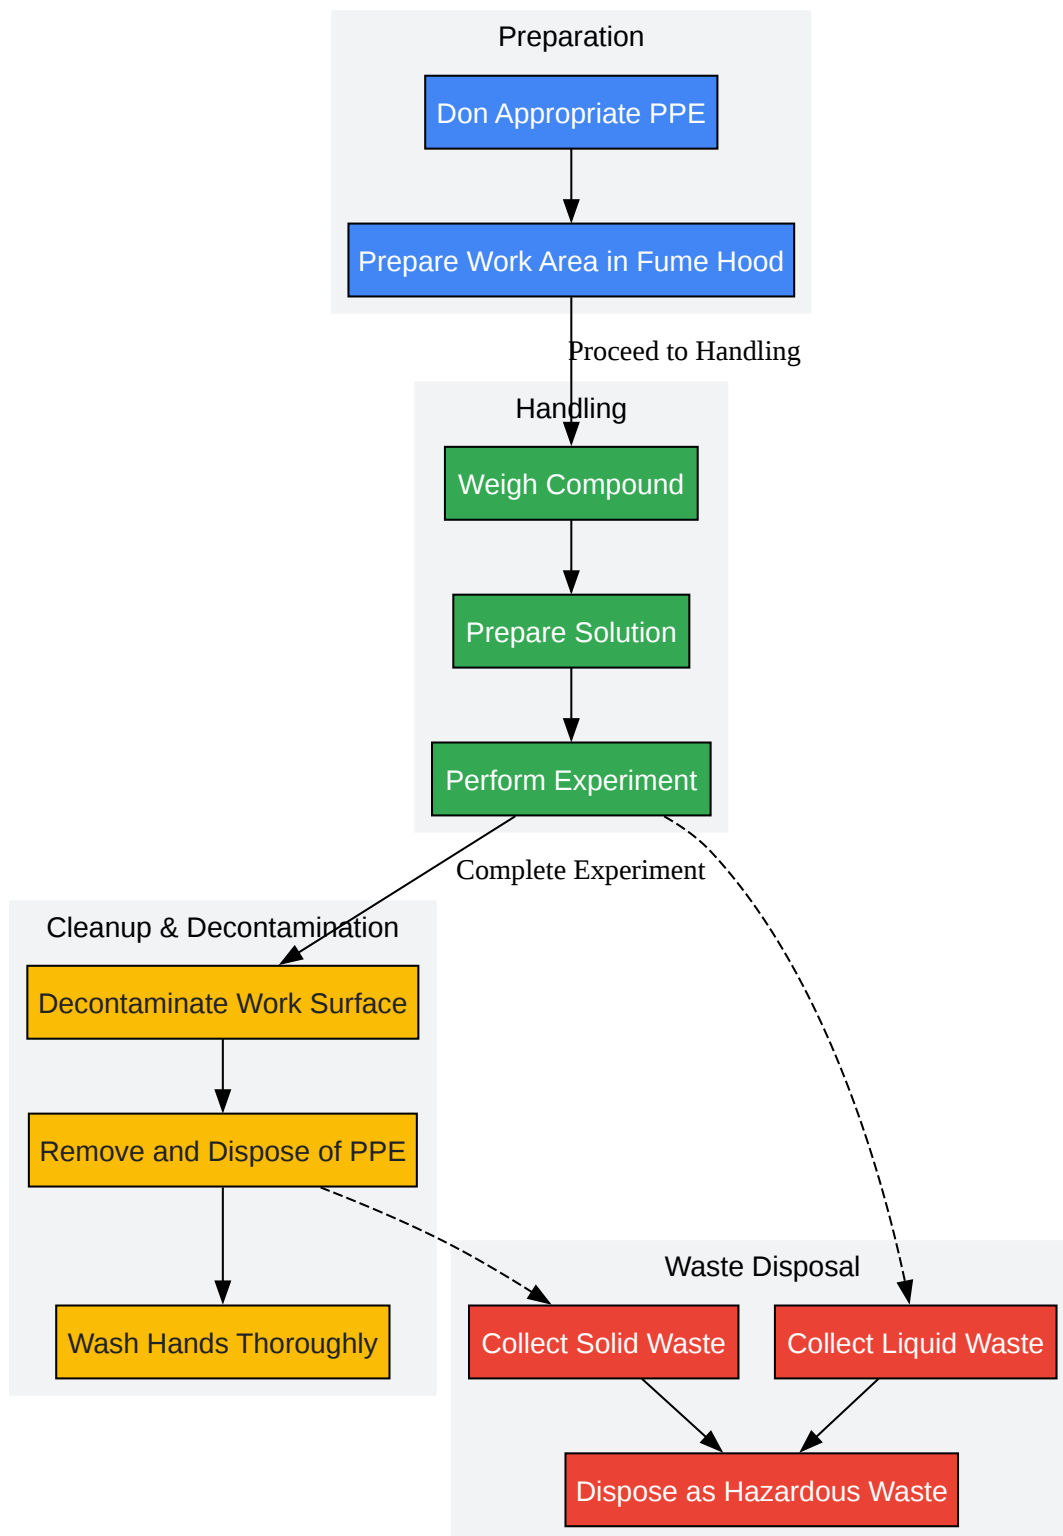 Preparation
Don Appropriate PPE
Prepare Work Area in Fume Hood
Proceed to Handling
Handling
Weigh Compound
Prepare Solution
Perform Experiment
Complete Experiment
Cleanup & Decontamination
Decontaminate Work Surface
Remove and Dispose of PPE
Wash Hands Thoroughly
Waste Disposal
Collect Solid Waste
Collect Liquid Waste
Dispose as Hazardous Waste